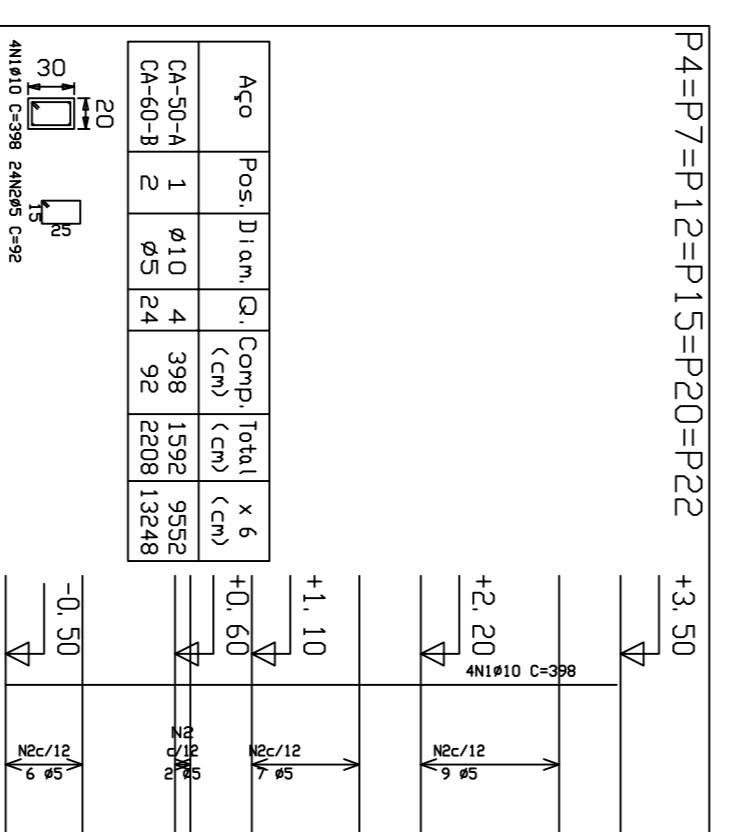 P4=P7=P12=P15=P20=P22
Aço Pos. Diam. Q. Comp. (cm) Total (cm) x 6 (cm)
CA-50-A 1 Ø10 4 398 1592 9552
CA-60-B 2 Ø5 24 92 2208 13248
30
20
15
25
4N1Ø10 C=398 24N2Ø5 C=92
+3,50
+2,20
+1,10
+0,60
-0,50
4N1Ø10 C=398
N2c/12
9 Ø5
N2c/12
7 Ø5
N2
c/12
2 Ø5
N2c/12
6 Ø5